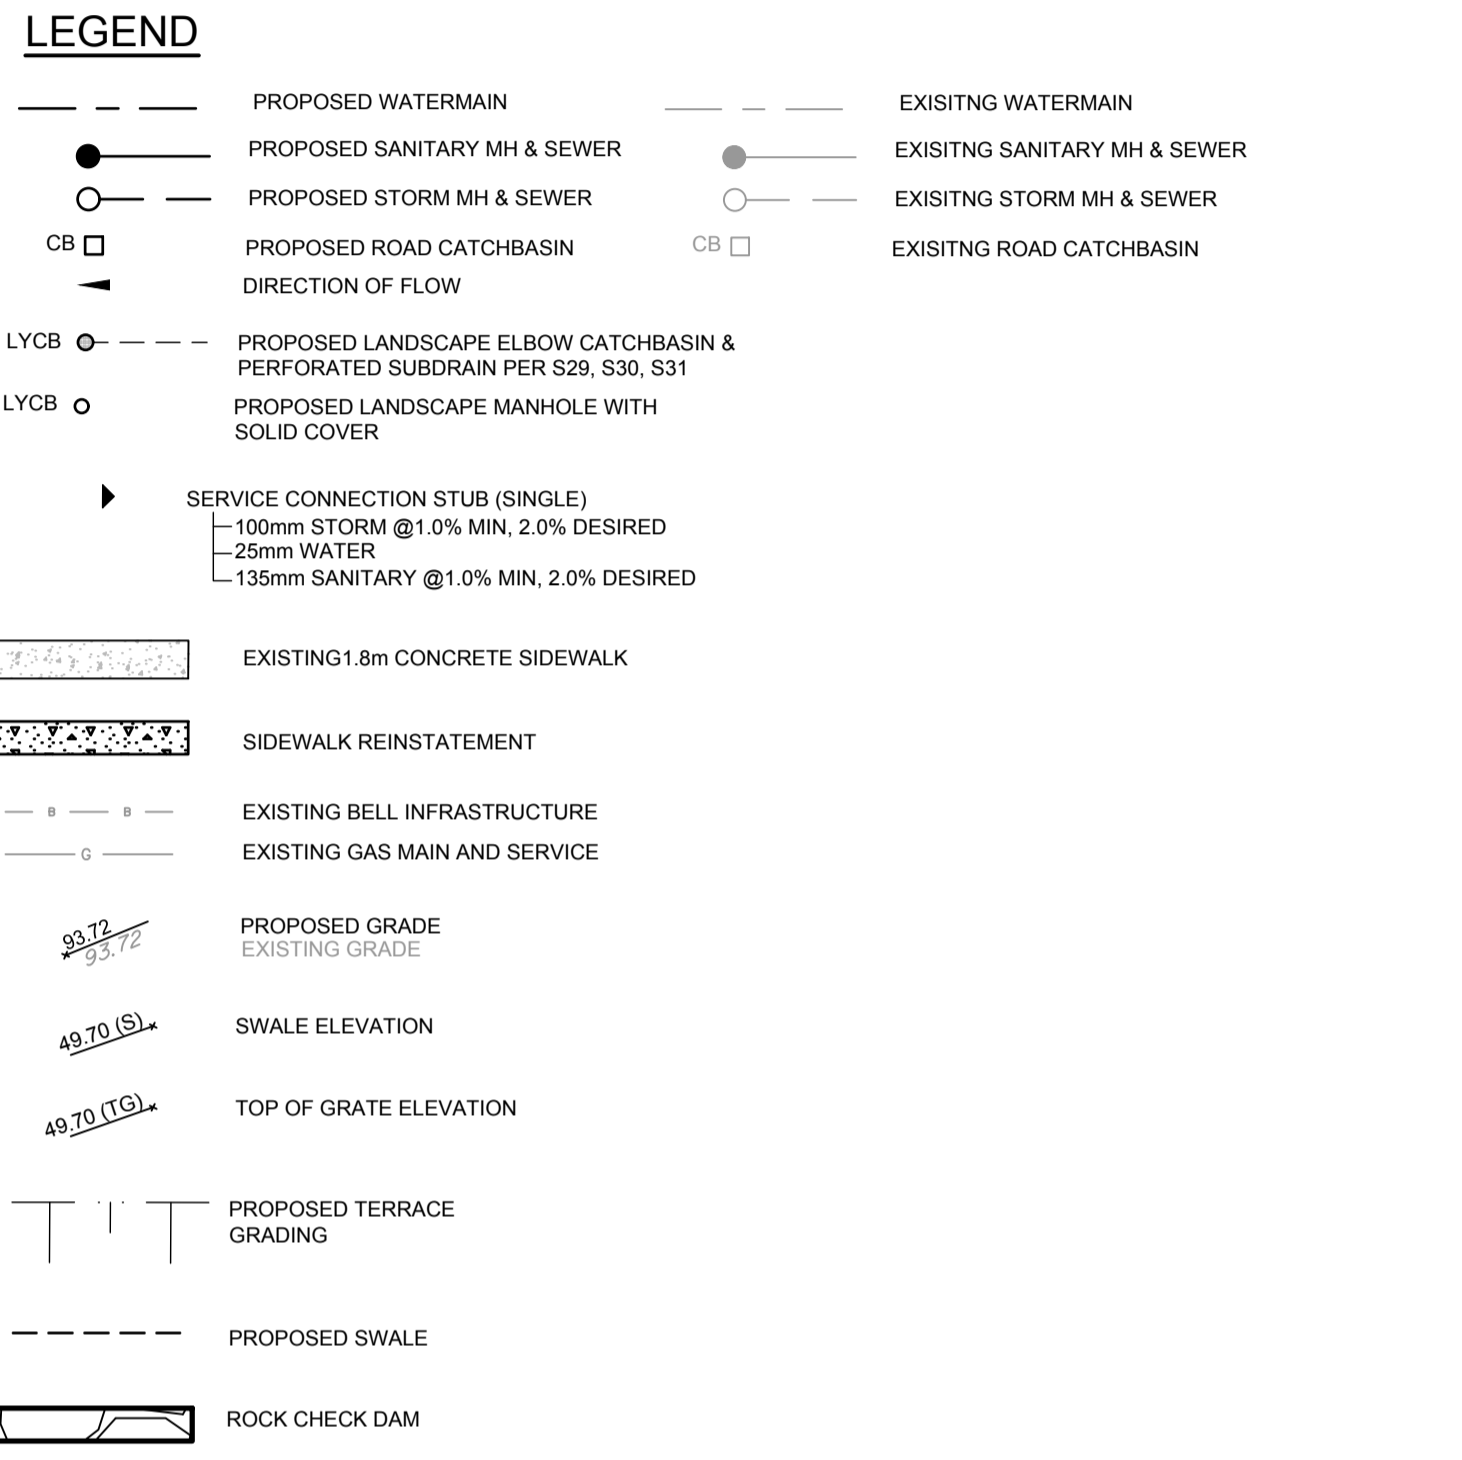 LEGEND
PROPOSED WATERMAIN
EXISITNG WATERMAIN
PROPOSED SANITARY MH & SEWER
EXISITNG SANITARY MH & SEWER
PROPOSED STORM MH & SEWER
EXISITNG STORM MH & SEWER
CB PROPOSED ROAD CATCHBASIN
CB EXISITNG ROAD CATCHBASIN
DIRECTION OF FLOW
LYCB PROPOSED LANDSCAPE ELBOW CATCHBASIN &
PERFORATED SUBDRAIN PER S29, S30, S31
LYCB PROPOSED LANDSCAPE MANHOLE WITH
SOLID COVER
SERVICE CONNECTION STUB (SINGLE)
100mm STORM @1.0% MIN, 2.0% DESIRED
25mm WATER
135mm SANITARY @1.0% MIN, 2.0% DESIRED
EXISTING1.8m CONCRETE SIDEWALK
SIDEWALK REINSTATEMENT
B B EXISTING BELL INFRASTRUCTURE
G EXISTING GAS MAIN AND SERVICE
93.72 PROPOSED GRADE
93.72 EXISTING GRADE
49.70 (S) SWALE ELEVATION
49.70 (TG) TOP OF GRATE ELEVATION
PROPOSED TERRACE
GRADING
PROPOSED SWALE
ROCK CHECK DAM